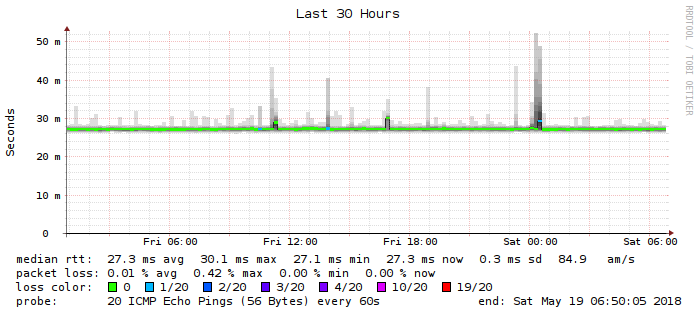 Last 30 Hours
RRDTOOL / TOBI OETIKER
Seconds
50 m
40 m
30 m
20 m
10 m
0
Fri 06:00 Fri 12:00 Fri 18:00 Sat 00:00 Sat 06:00
median rtt: 27.3 ms avg 30.1 ms max 27.1 ms min 27.3 ms now 0.3 ms sd 84.9 am/s
packet loss: 0.01 % avg 0.42 % max 0.00 % min 0.00 % now
loss color: 0 1/20 2/20 3/20 4/20 10/20 19/20
probe: 20 ICMP Echo Pings (56 Bytes) every 60s end: Sat May 19 06:50:05 2018